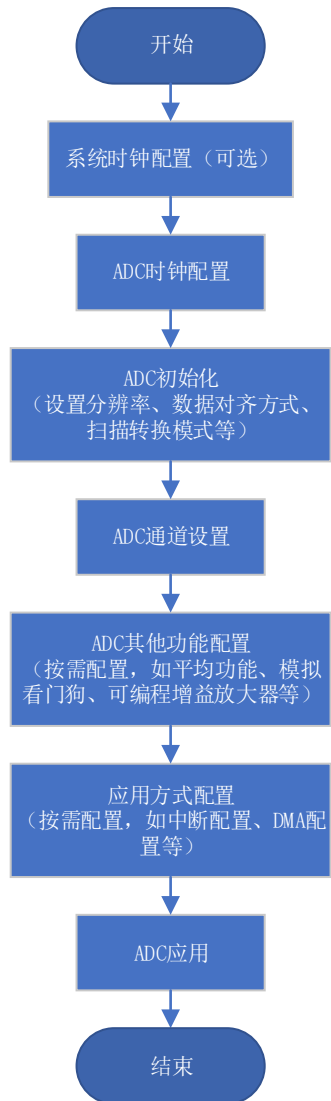 开始
系统时钟配置（可选）
ADC时钟配置
ADC初始化
（设置分辨率、数据对齐方式、
扫描转换模式等）
ADC通道设置
ADC其他功能配置
（按需配置，如平均功能、模拟
看门狗、可编程增益放大器等）
应用方式配置
（按需配置，如中断配置、DMA配
置等）
ADC应用
结束